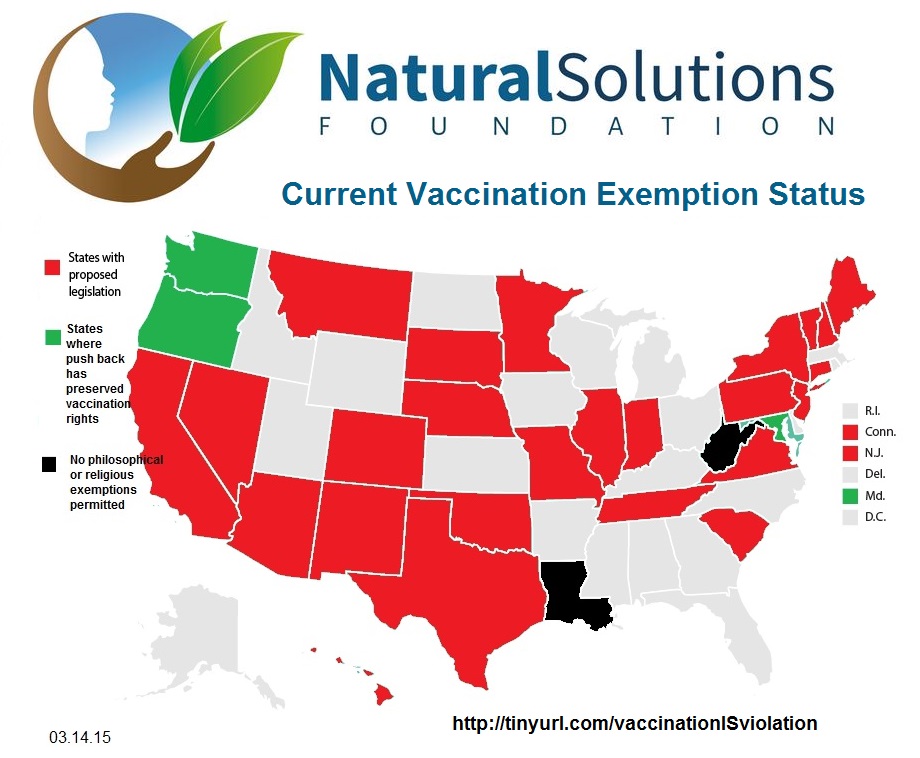 NaturalSolutions
FOUNDATION
Current Vaccination Exemption Status
States with
proposed
legislation
States
where
push back
has
preserved
vaccination
rights
No philosophical
or religious
exemptions
permitted
R.I.
Conn.
N.J.
Del.
Md.
D.C.
http://tinyurl.com/vaccinationISviolation
03.14.15